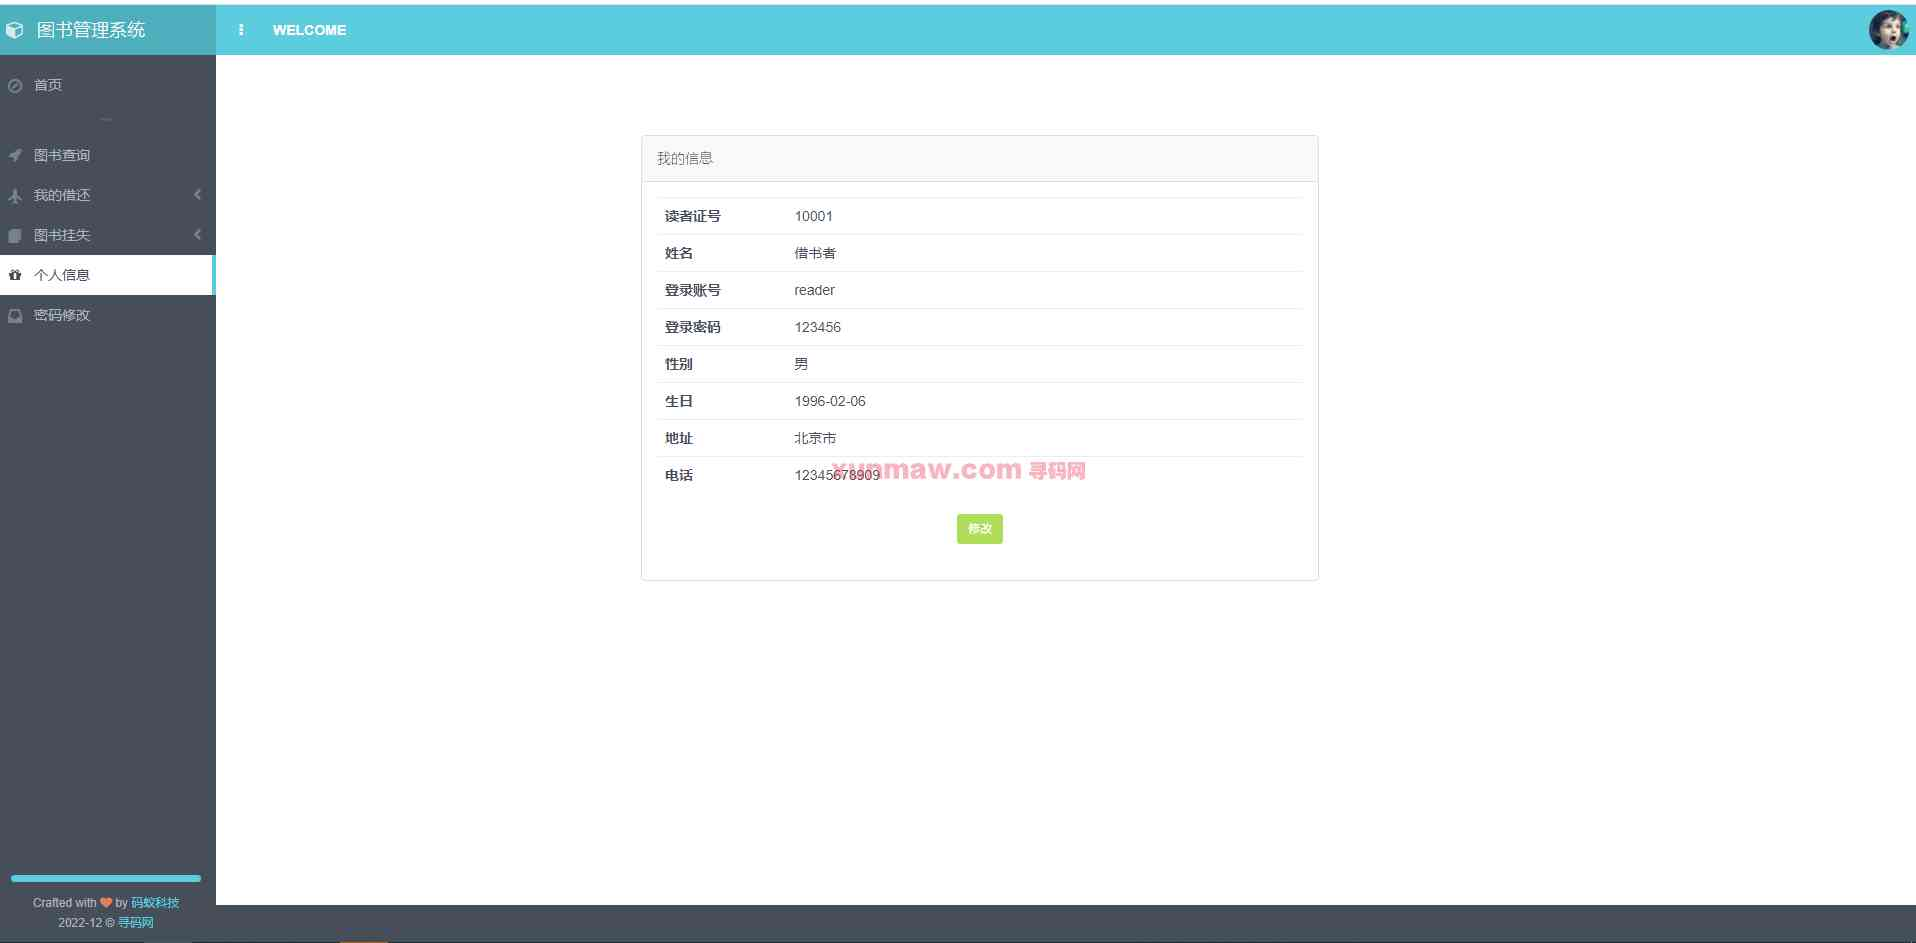 图书管理系统
WELCOME
首页
图书查询
我的借还
图书挂失
个人信息
密码修改
我的信息
读者证号 10001
姓名 借书者
登录账号 reader
登录密码 123456
性别 男
生日 1996-02-06
地址 北京市
电话 12345678909
xunmaw.com 寻码网
修改
Crafted with by 码蚁科技
2022-12 © 寻码网